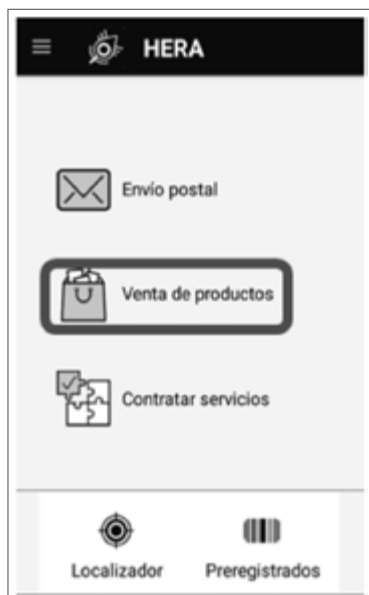 HERA
Envío postal
Venta de productos
Contratar servicios
Localizador Preregistrados